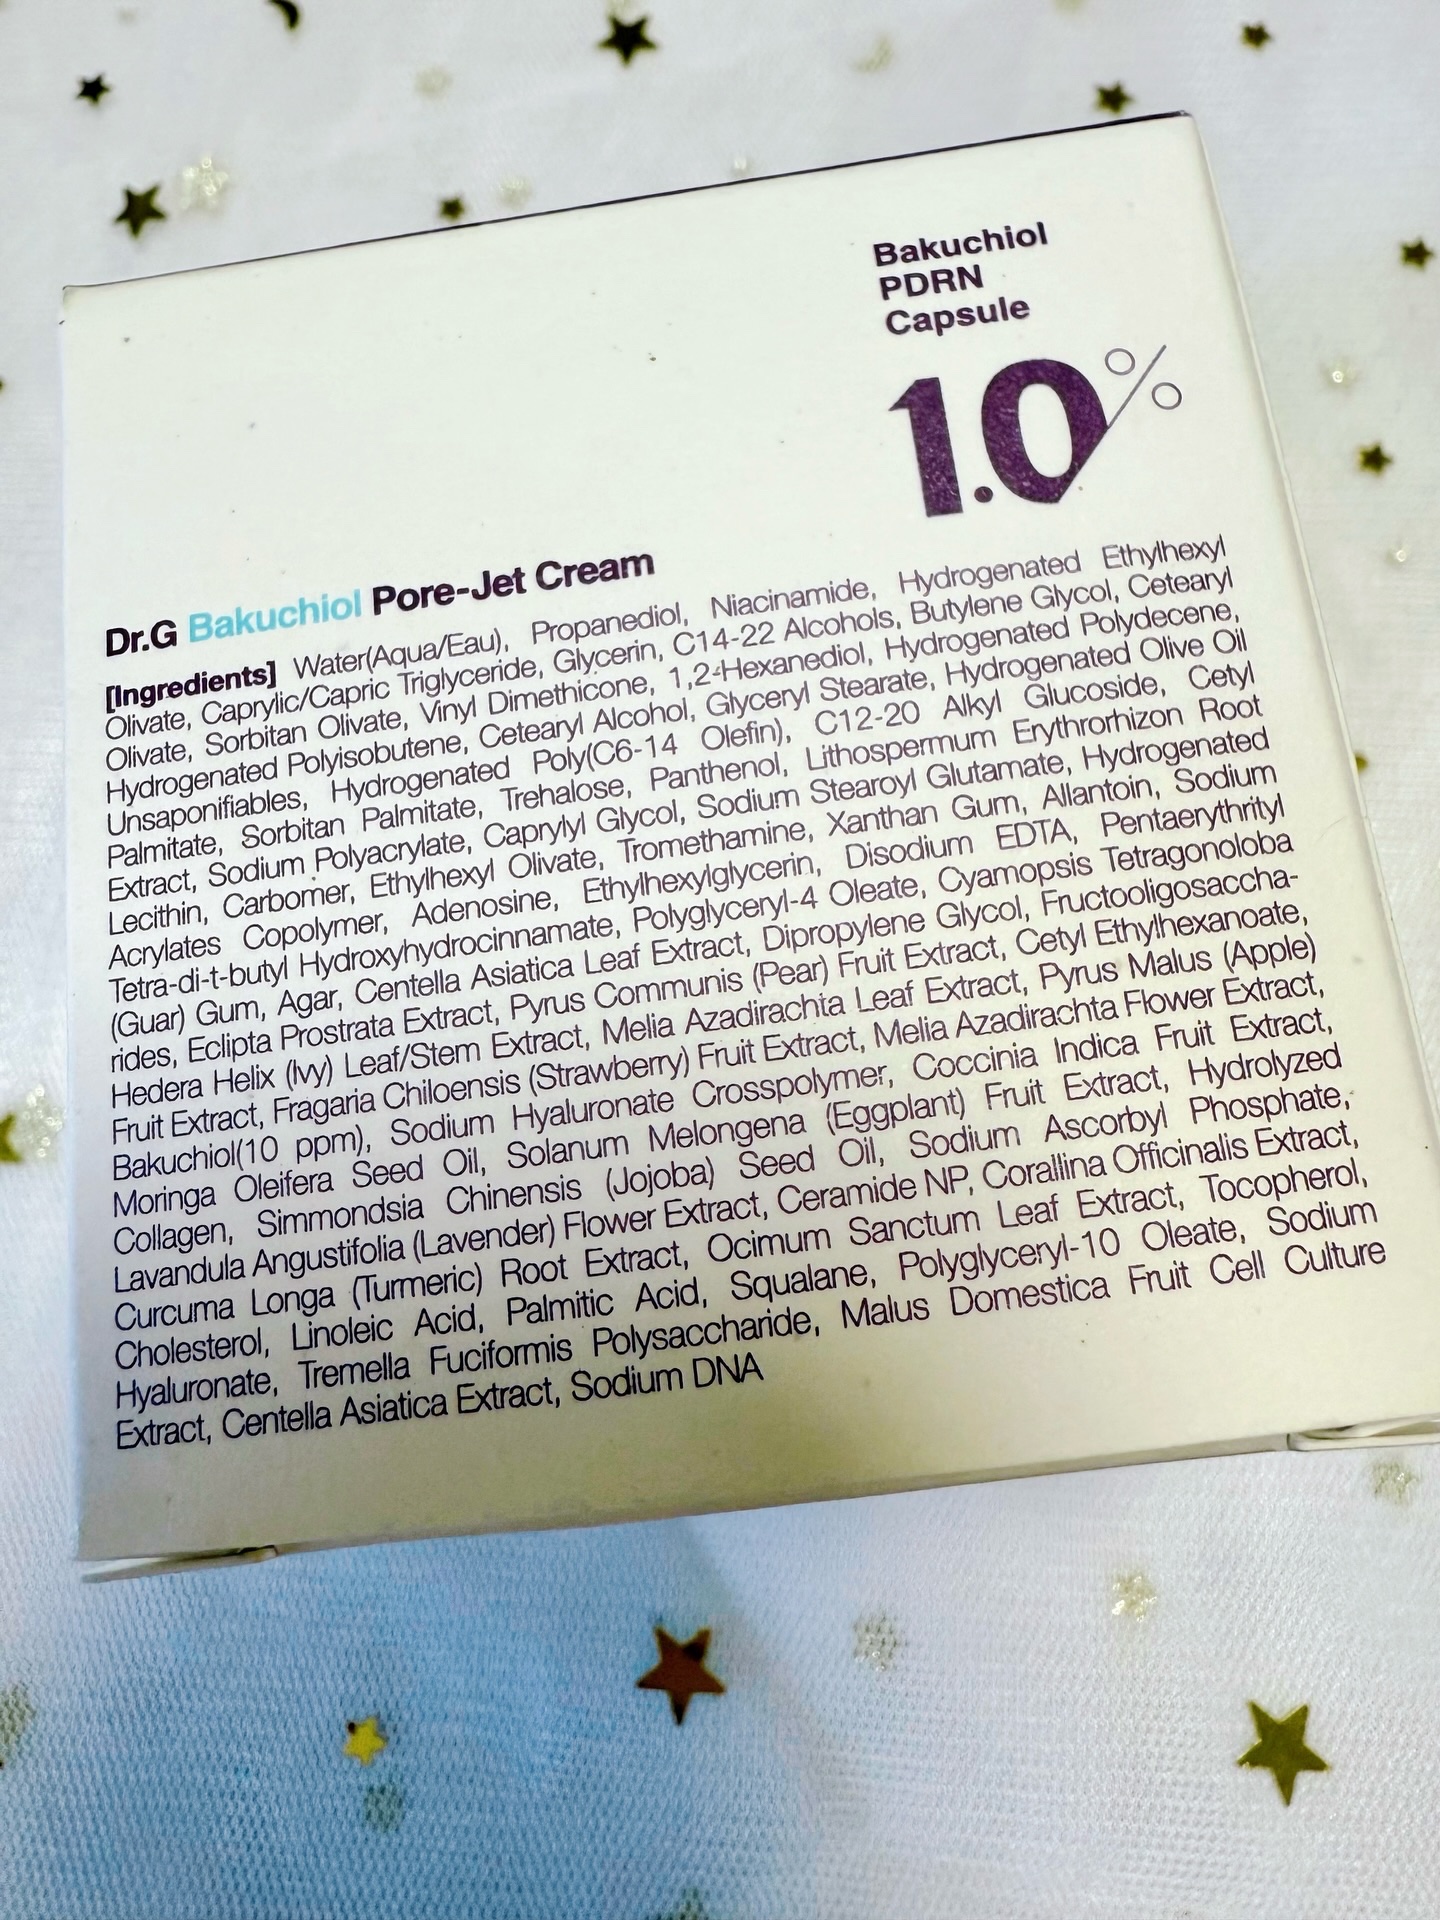 Bakuchiol
PDRN
Capsule
1.0%
Dr.G Bakuchiol Pore-Jet Cream
[Ingredients] Water(Aqua/Eau), Propanediol, Niacinamide, Hydrogenated Ethylhexyl
Olivate, Caprylic/Capric Triglyceride, Glycerin, C14-22 Alcohols, Butylene Glycol, Cetearyl
Olivate, Sorbitan Olivate, Vinyl Dimethicone, 1,2-Hexanediol, Hydrogenated Polydecene,
Hydrogenated Polyisobutene, Cetearyl Alcohol, Glyceryl Stearate, Hydrogenated Olive Oil
Unsaponifiables, Hydrogenated Poly(C6-14 Olefin), C12-20 Alkyl Glucoside, Cetyl
Palmitate, Sorbitan Palmitate, Trehalose, Panthenol, Lithospermum Erythrorhizon Root
Extract, Sodium Polyacrylate, Caprylyl Glycol, Sodium Stearoyl Glutamate, Hydrogenated
Lecithin, Carbomer, Ethylhexyl Olivate, Tromethamine, Xanthan Gum, Allantoin, Sodium
Acrylates Copolymer, Adenosine, Ethylhexylglycerin, Disodium EDTA, Pentaerythrityl
Tetra-di-t-butyl Hydroxyhydrocinnamate, Polyglyceryl-4 Oleate, Cyamopsis Tetragonoloba
(Guar) Gum, Agar, Centella Asiatica Leaf Extract, Dipropylene Glycol, Fructooligosaccha-
rides, Eclipta Prostrata Extract, Pyrus Communis (Pear) Fruit Extract, Cetyl Ethylhexanoate,
Hedera Helix (Ivy) Leaf/Stem Extract, Melia Azadirachta Leaf Extract, Pyrus Malus (Apple)
Fruit Extract, Fragaria Chiloensis (Strawberry) Fruit Extract, Melia Azadirachta Flower Extract,
Bakuchiol(10 ppm), Sodium Hyaluronate Crosspolymer, Coccinia Indica Fruit Extract,
Moringa Oleifera Seed Oil, Solanum Melongena (Eggplant) Fruit Extract, Hydrolyzed
Collagen, Simmondsia Chinensis (Jojoba) Seed Oil, Sodium Ascorbyl Phosphate,
Lavandula Angustifolia (Lavender) Flower Extract, Ceramide NP, Corallina Officinalis Extract,
Curcuma Longa (Turmeric) Root Extract, Ocimum Sanctum Leaf Extract, Tocopherol,
Cholesterol, Linoleic Acid, Palmitic Acid, Squalane, Polyglyceryl-10 Oleate, Sodium
Hyaluronate, Tremella Fuciformis Polysaccharide, Malus Domestica Fruit Cell Culture
Extract, Centella Asiatica Extract, Sodium DNA